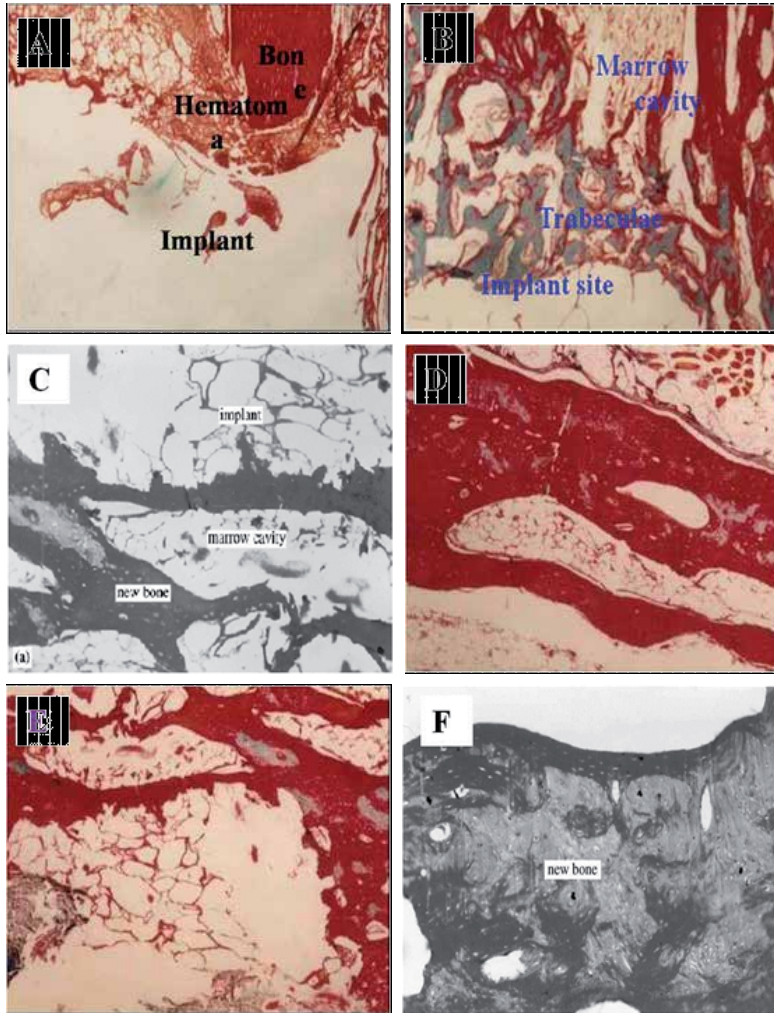 A
Bon
e
Hematom
a
Implant
B
Marrow
cavity
Trabeculae
Implant site
C
implant
marrow cavity
new bone
(a)
D
E
F
new bone